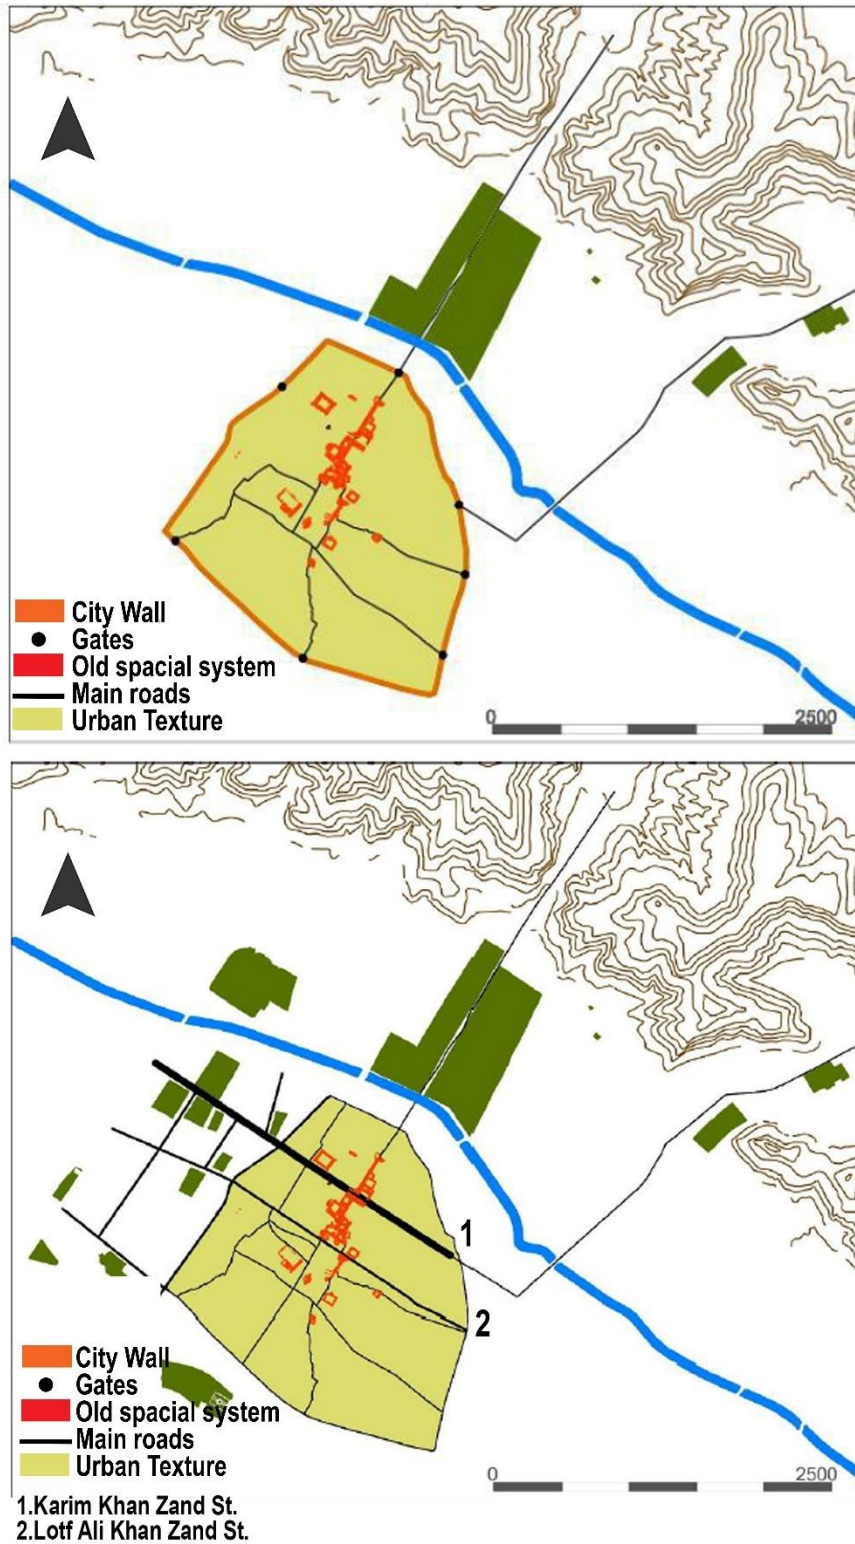 City Wall
Gates
Old spacial system
Main roads
Urban Texture
0 2500
1
2
City Wall
Gates
Old spacial system
Main roads
Urban Texture
0 2500
1.Karim Khan Zand St.
2.Lotf Ali Khan Zand St.